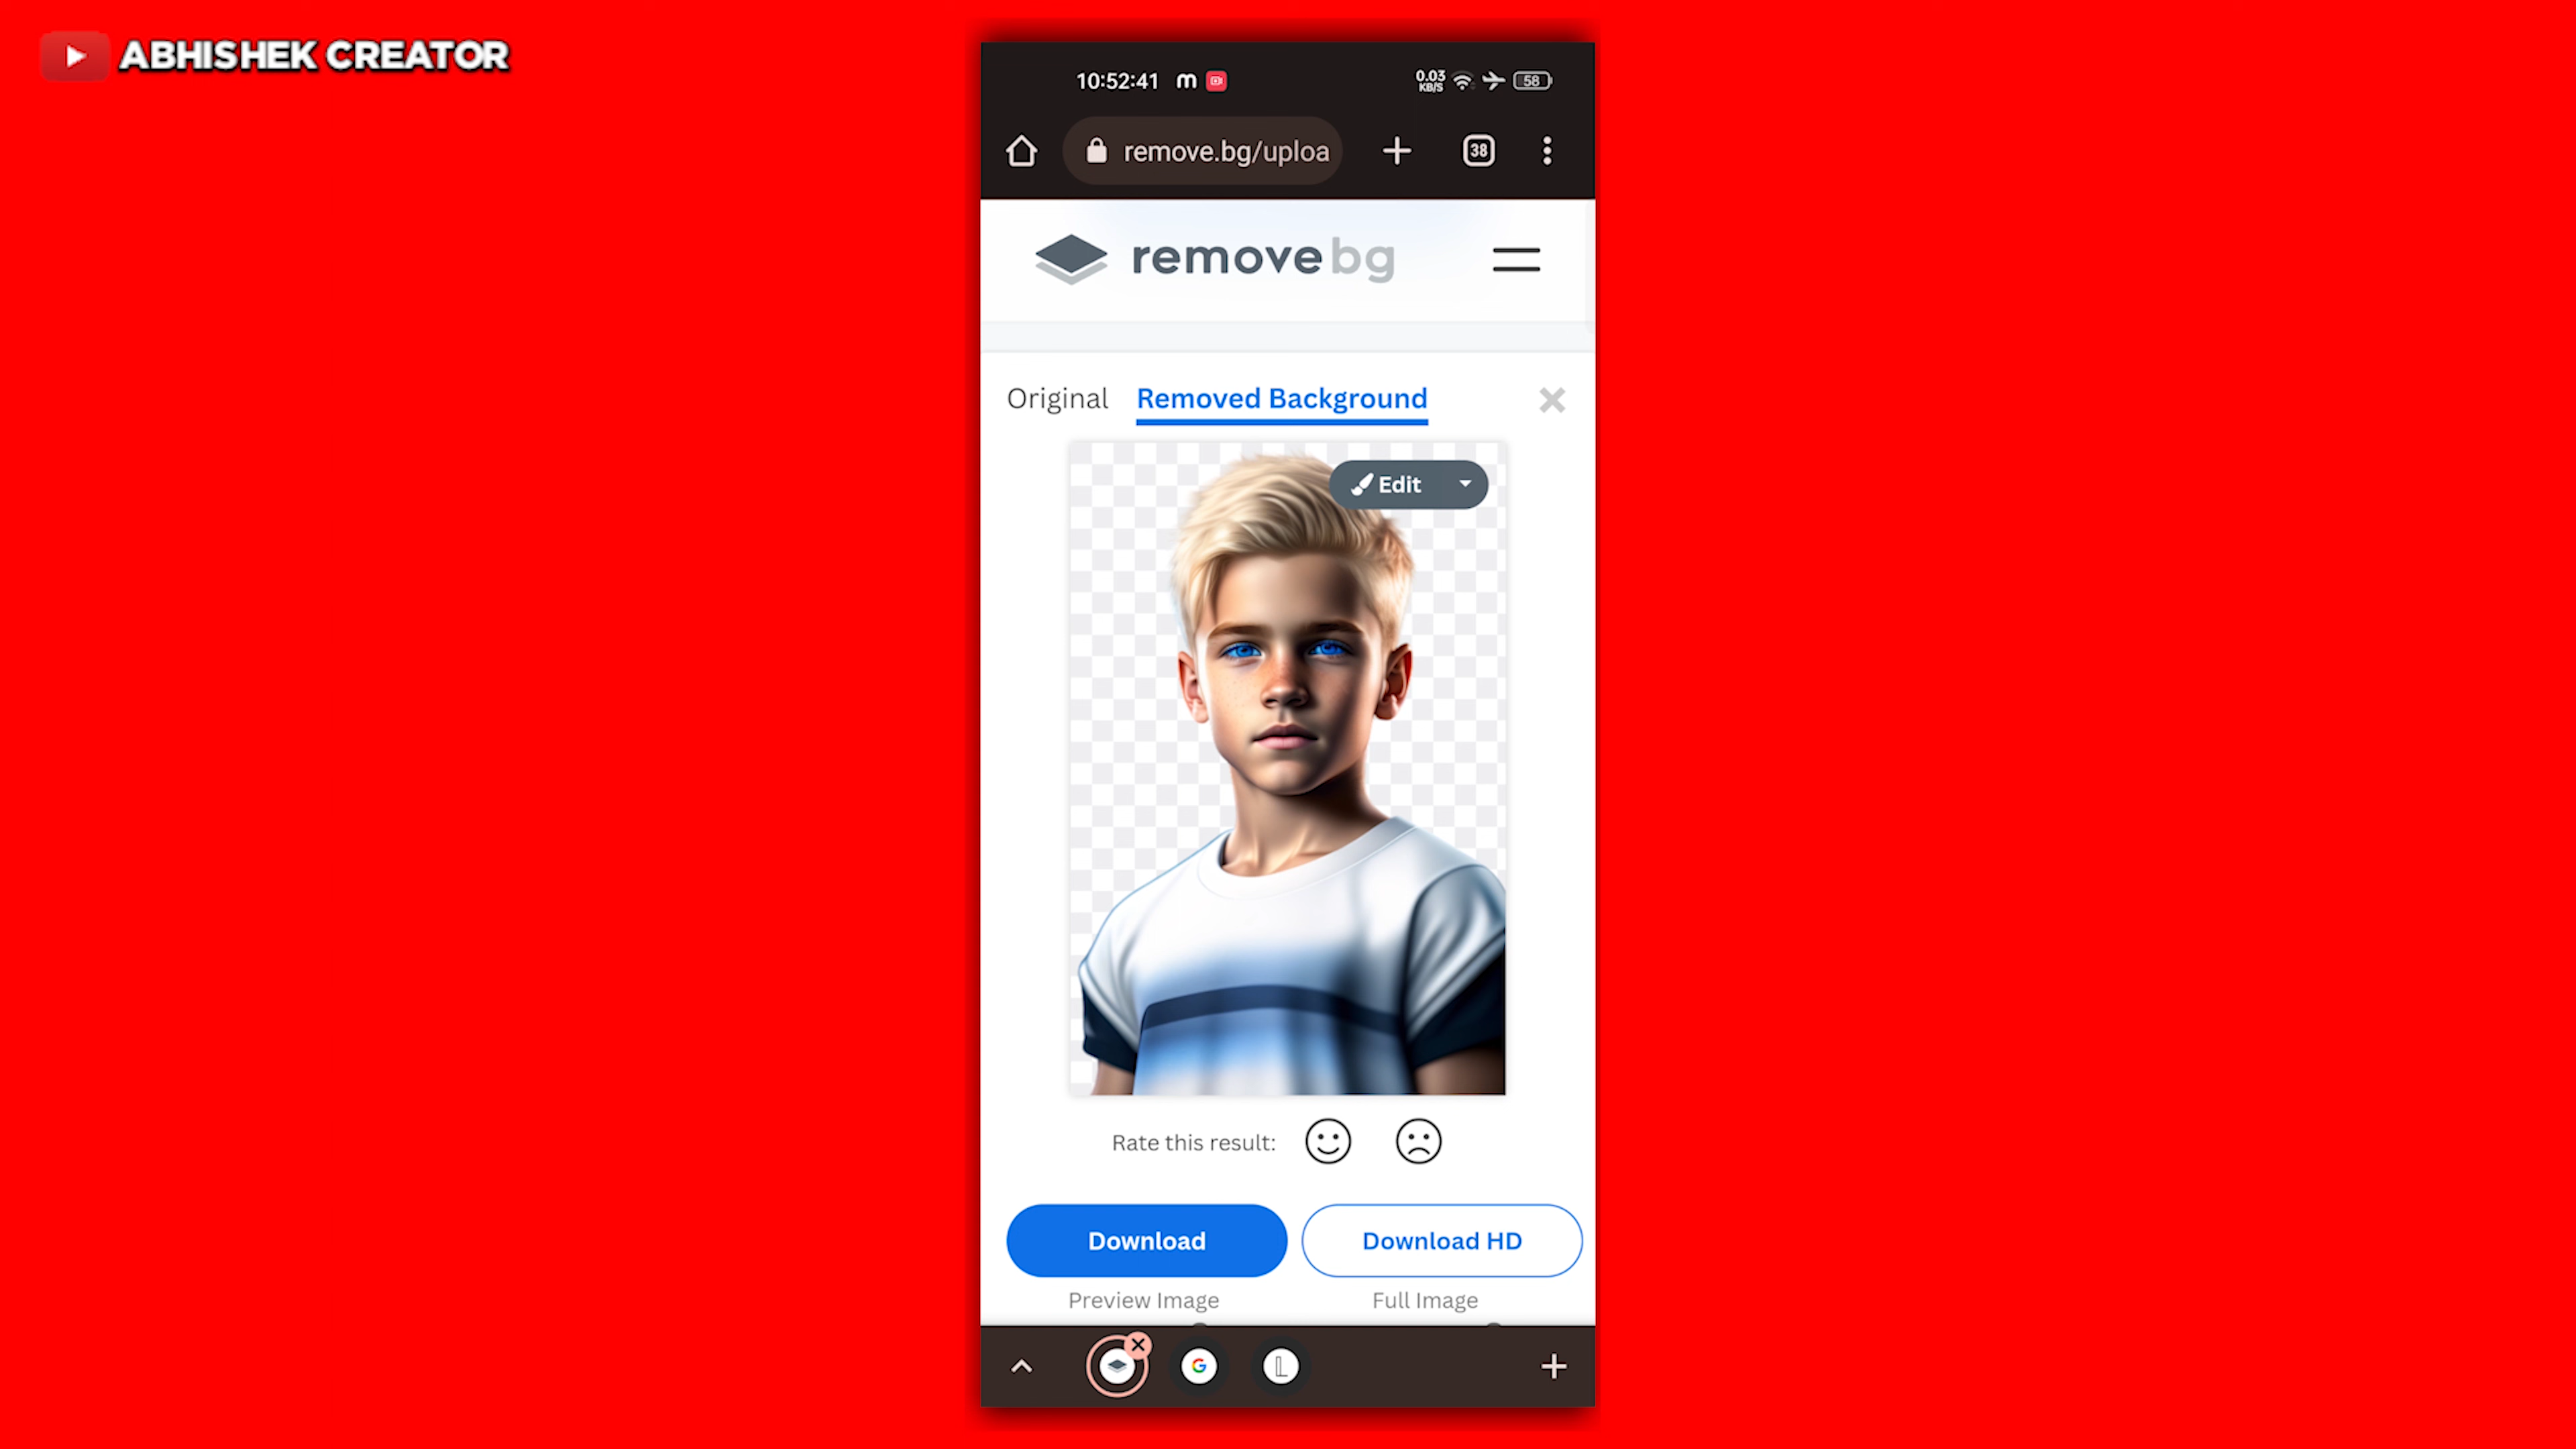 ABHISHEK CREATOR
10:52:41 m 0.03 KB/S 58
remove.bg/uploa 38
remove bg
Original Removed Background
Edit
Rate this result:
Download Download HD
Preview Image Full Image
G L